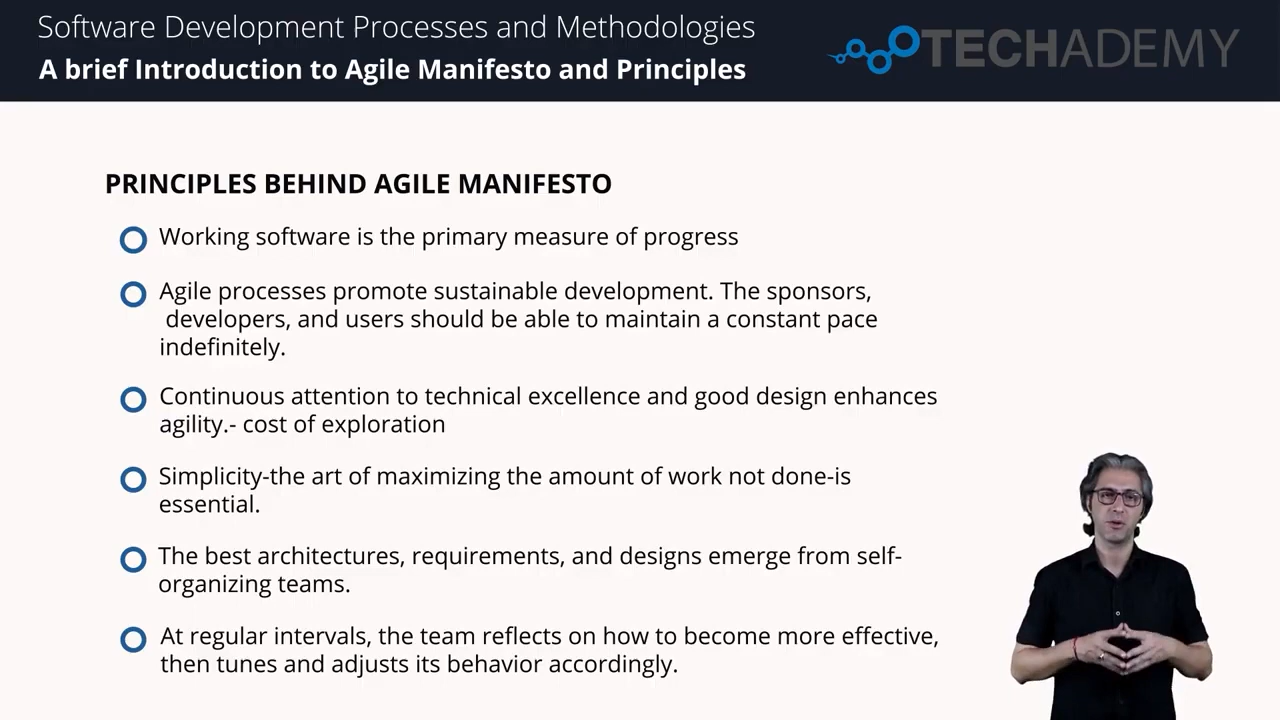 Software Development Processes and Methodologies
A brief Introduction to Agile Manifesto and Principles
TECHADEMY
PRINCIPLES BEHIND AGILE MANIFESTO
Working software is the primary measure of progress
Agile processes promote sustainable development. The sponsors,
developers, and users should be able to maintain a constant pace
indefinitely.
Continuous attention to technical excellence and good design enhances
agility.- cost of exploration
Simplicity-the art of maximizing the amount of work not done-is
essential.
The best architectures, requirements, and designs emerge from self-
organizing teams.
At regular intervals, the team reflects on how to become more effective,
then tunes and adjusts its behavior accordingly.